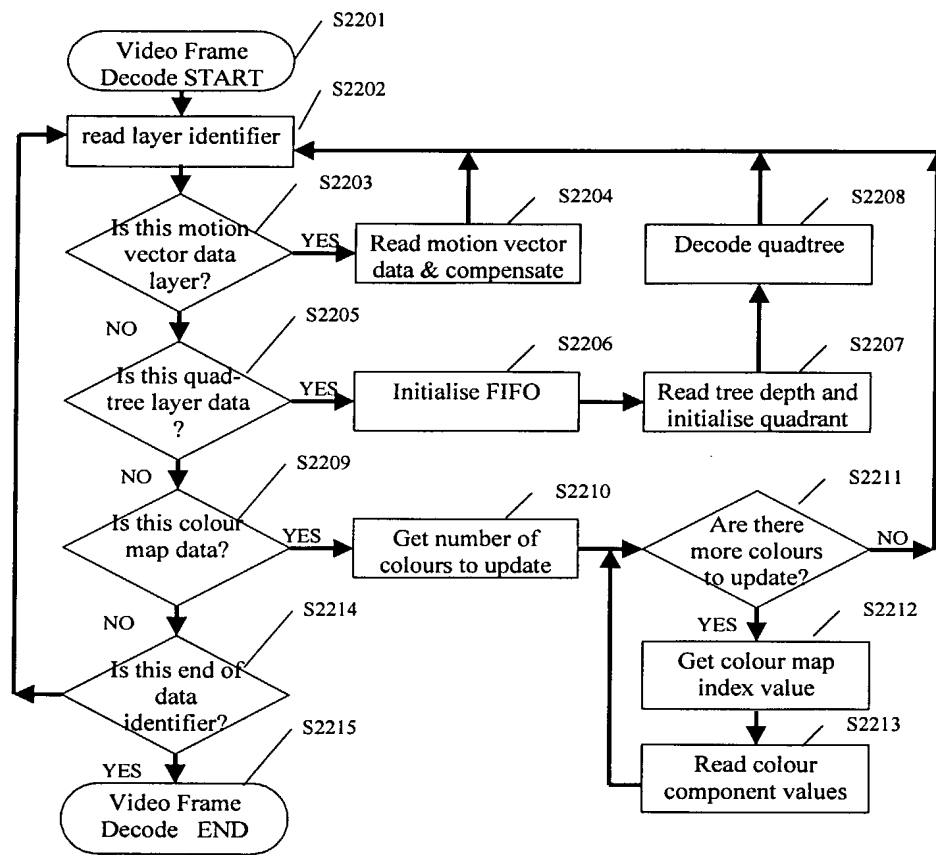 S2201
Video Frame
Decode START
S2202
read layer identifier
S2203
Is this motion
vector data
layer?
YES
S2204
Read motion vector
data & compensate
S2208
Decode quadtree
NO
S2205
Is this quad-
tree layer data
?
YES
S2206
Initialise FIFO
S2207
Read tree depth and
initialise quadrant
NO
S2209
Is this colour
map data?
YES
S2210
Get number of
colours to update
S2211
Are there
more colours
to update?
NO
YES
S2212
Get colour map
index value
S2213
Read colour
component values
NO
S2214
Is this end of
data
identifier?
YES
S2215
Video Frame
Decode END